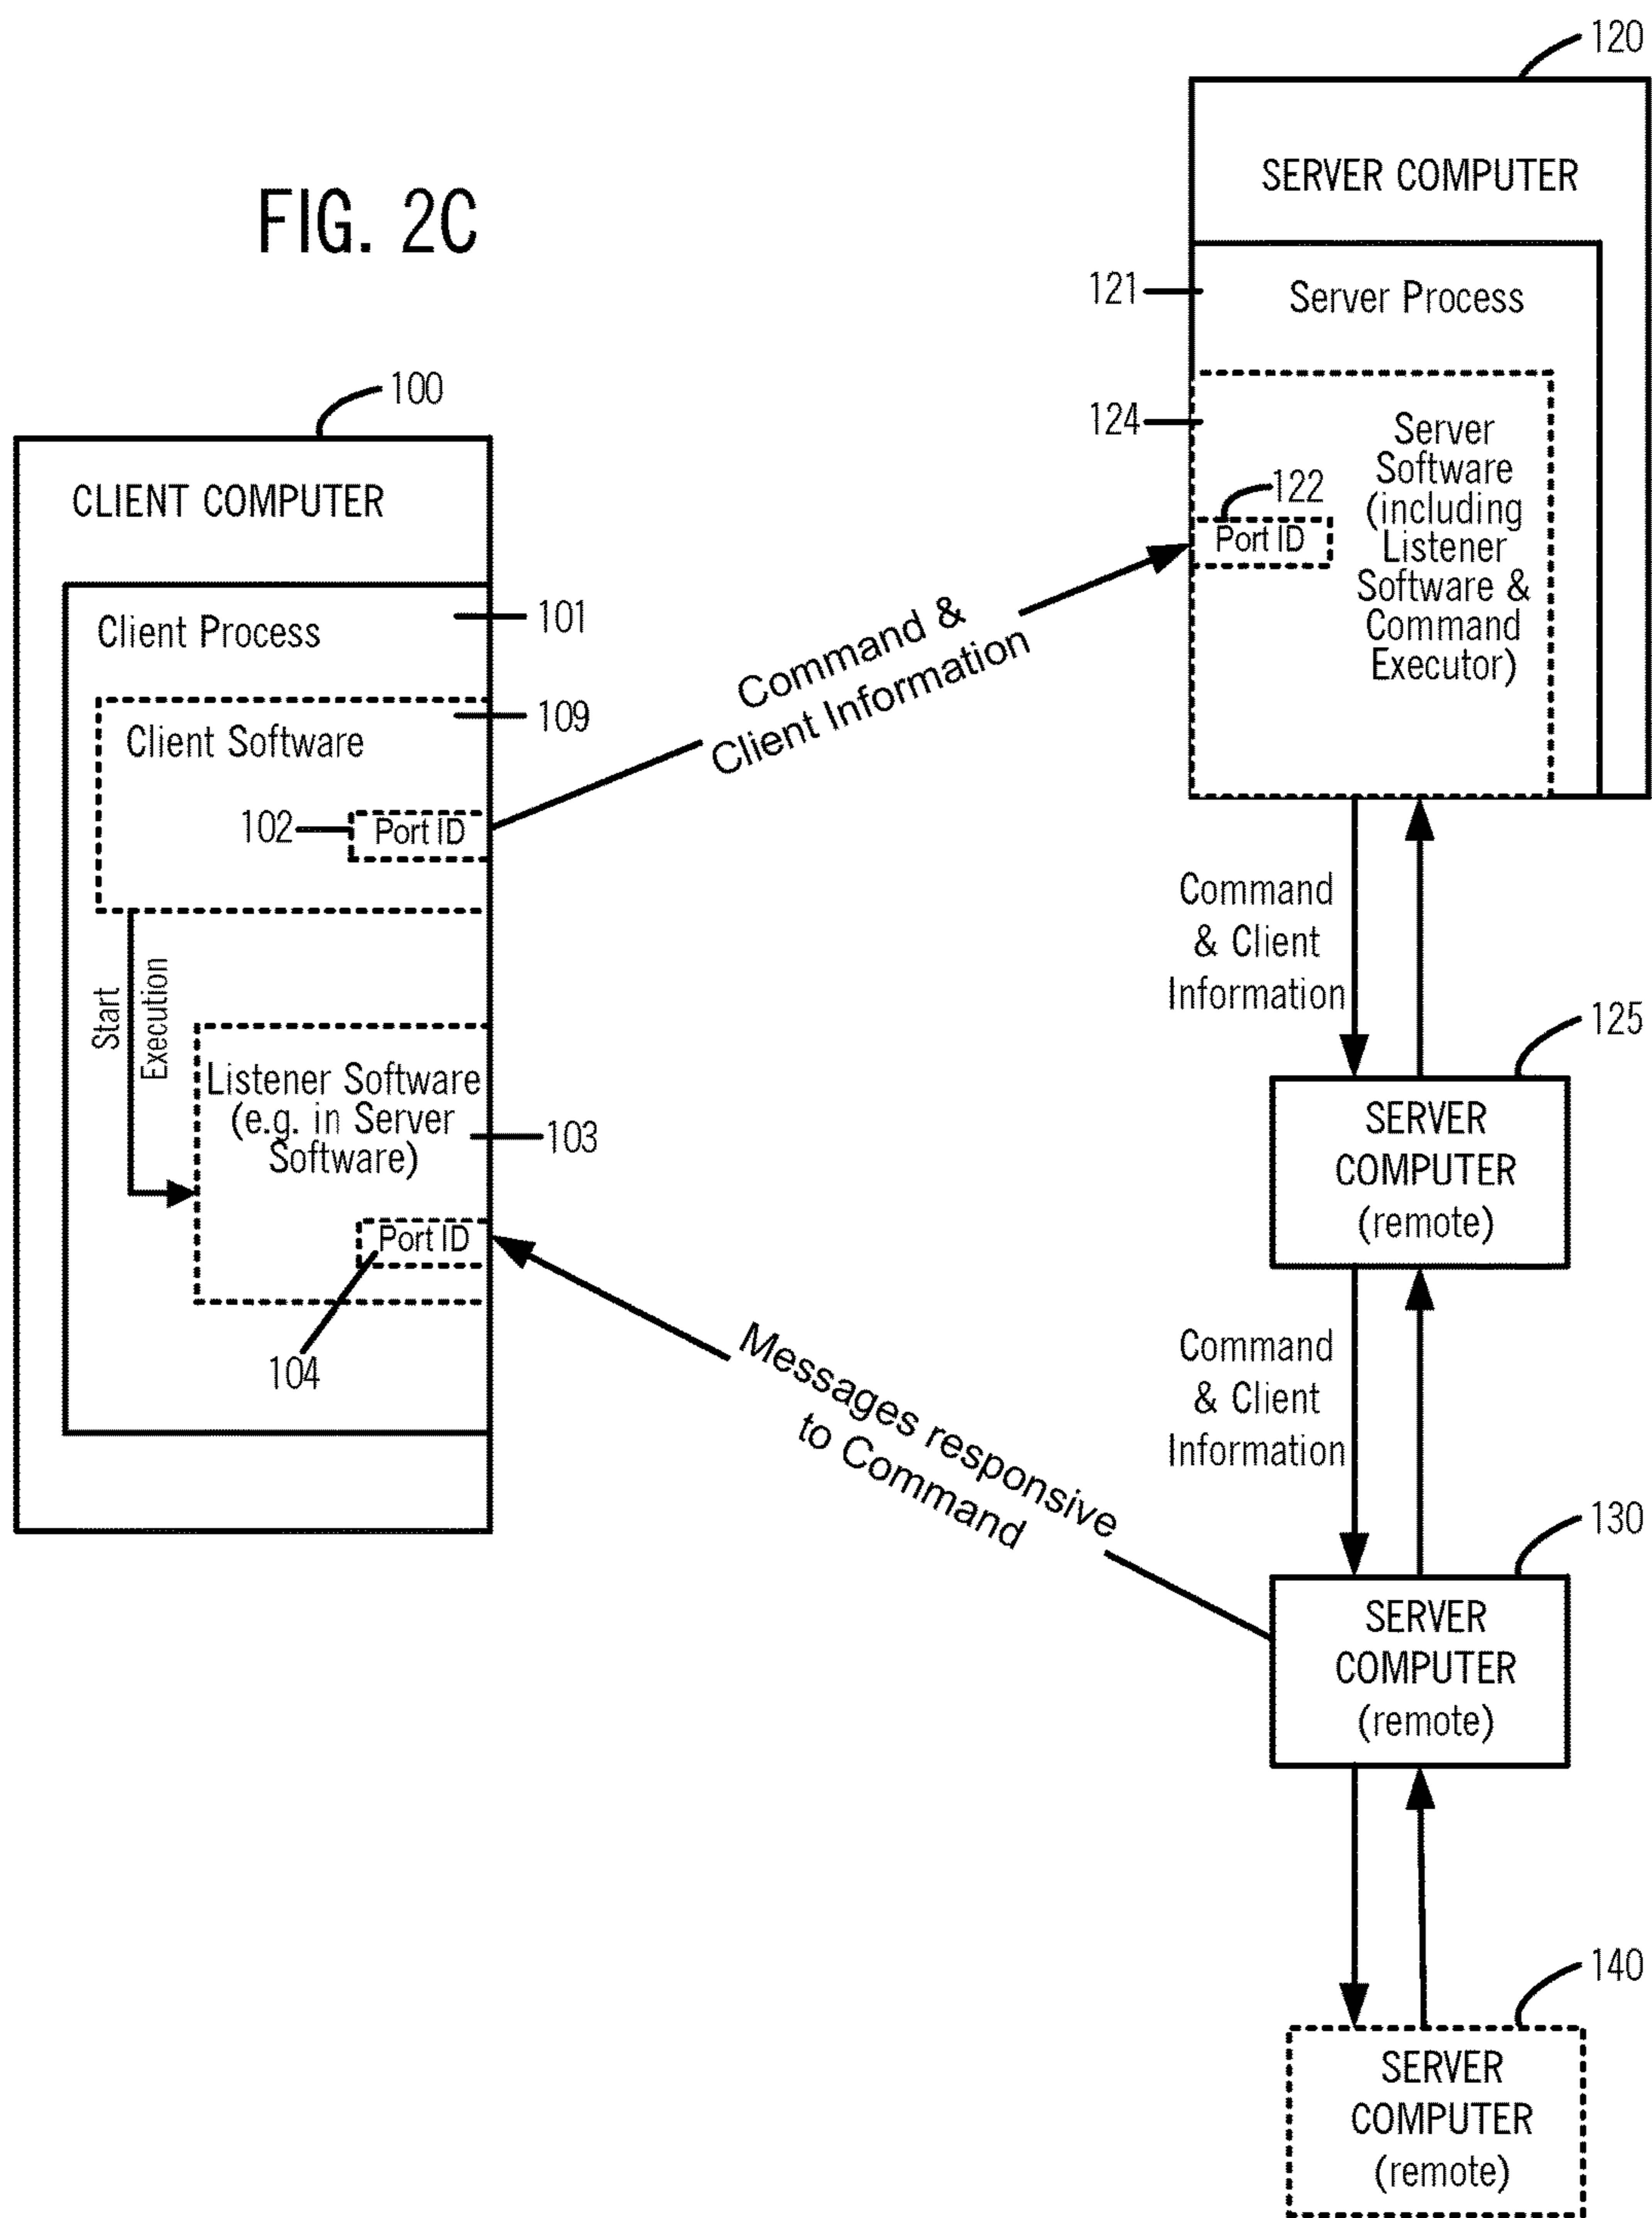 FIG. 2C
100
CLIENT COMPUTER
Client Process
101
Client Software
109
102
Port ID
Start
Execution
Listener Software
(e.g. in Server
Software)
103
Port ID
104
Command &
Client Information
Messages responsive
to Command
120
SERVER COMPUTER
121
Server Process
124
122
Port ID
Server
Software
(including
Listener
Software &
Command
Executor)
Command
& Client
Information
125
SERVER
COMPUTER
(remote)
Command
& Client
Information
130
SERVER
COMPUTER
(remote)
140
SERVER
COMPUTER
(remote)